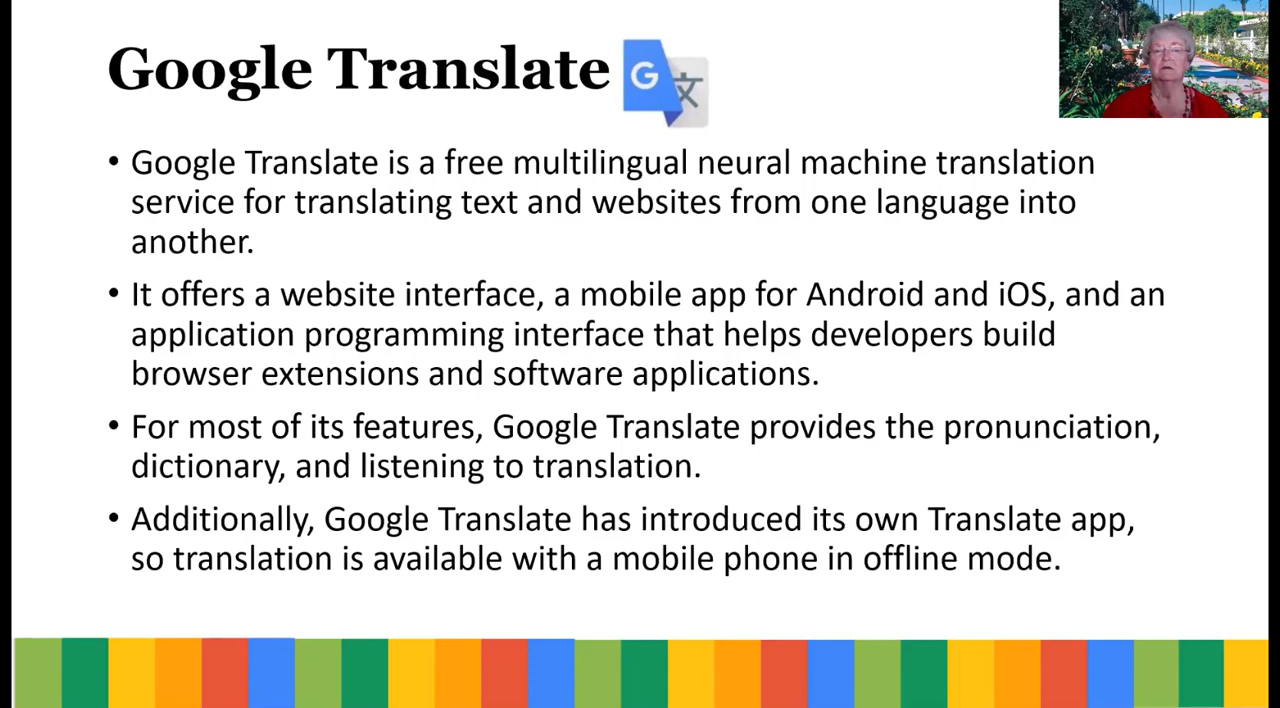 Google Translate
G 文
• Google Translate is a free multilingual neural machine translation
service for translating text and websites from one language into
another.
• It offers a website interface, a mobile app for Android and iOS, and an
application programming interface that helps developers build
browser extensions and software applications.
• For most of its features, Google Translate provides the pronunciation,
dictionary, and listening to translation.
• Additionally, Google Translate has introduced its own Translate app,
so translation is available with a mobile phone in offline mode.